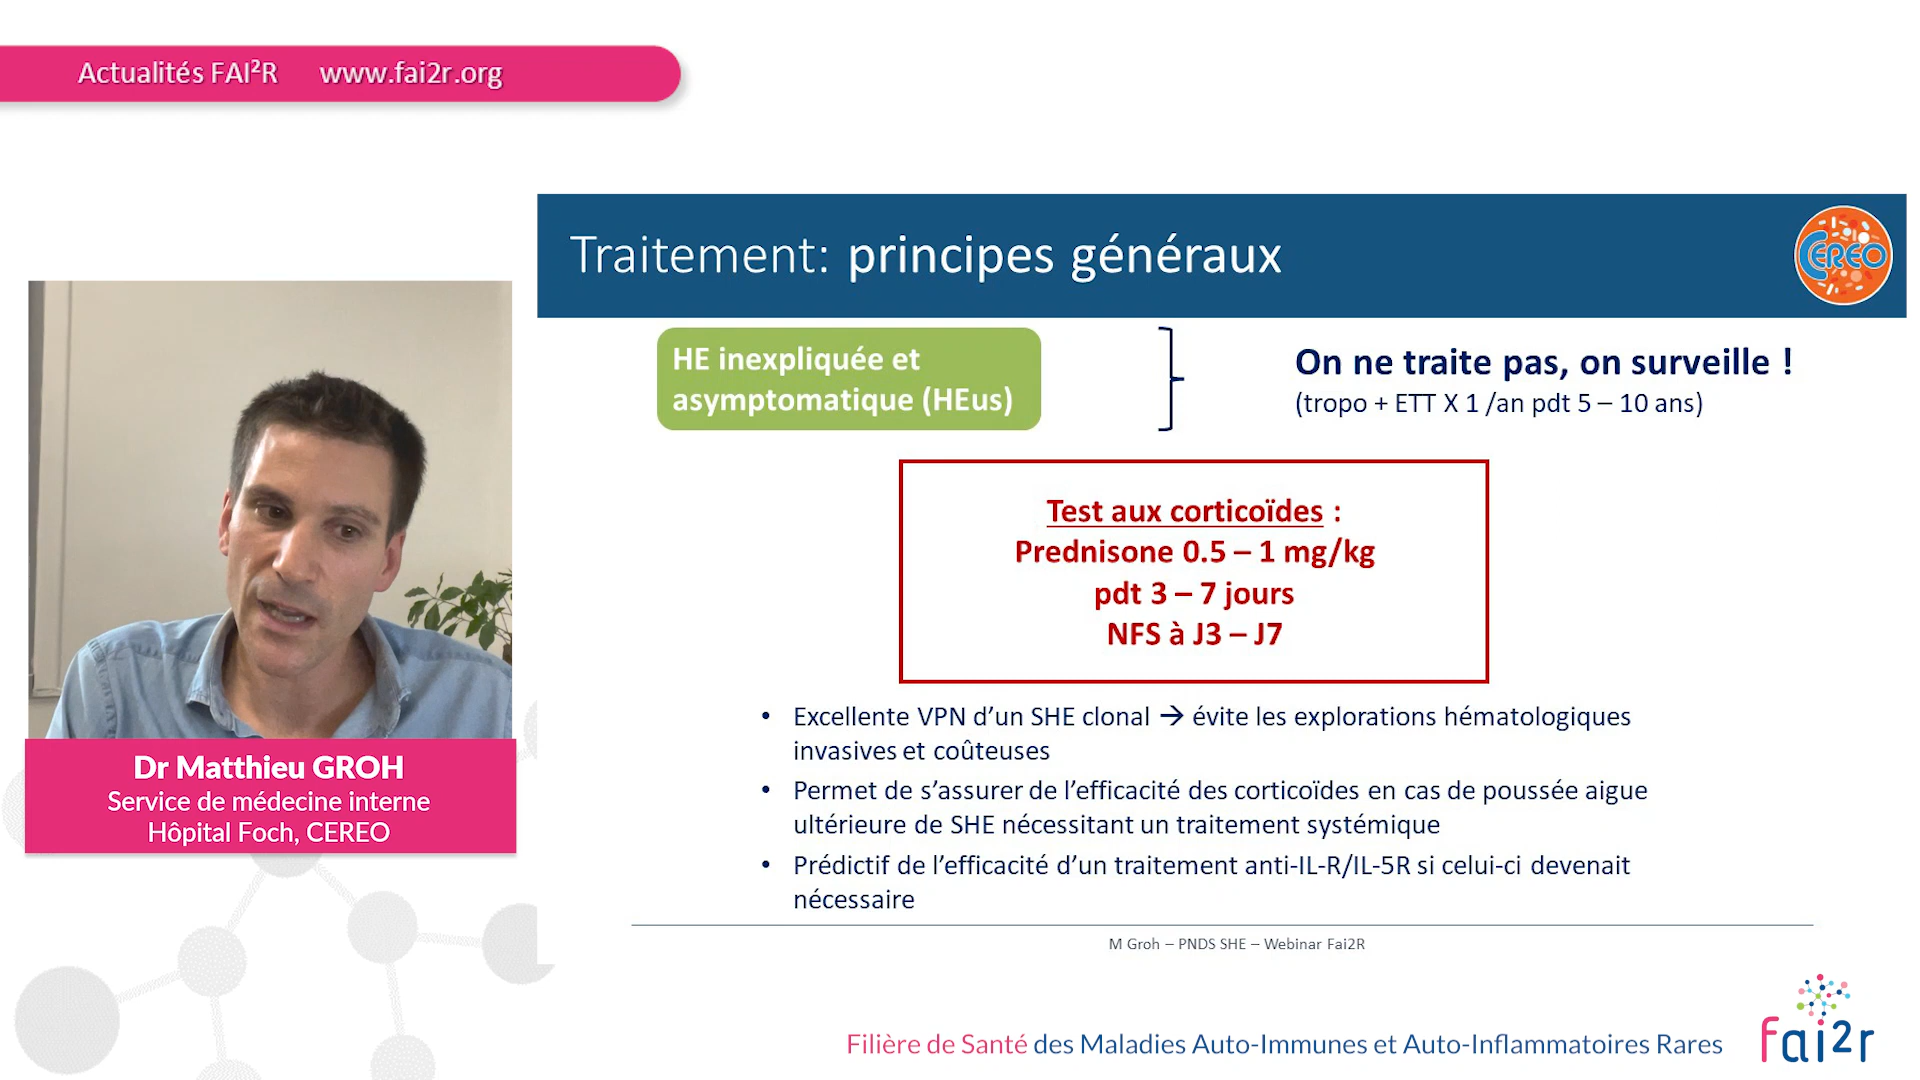 Actualités FAI²R www.fai2r.org
Traitement: principes généraux
CEREO
HE inexpliquée et
asymptomatique (HEus)
On ne traite pas, on surveille !
(tropo + ETT X 1 /an pdt 5 – 10 ans)
Test aux corticoïdes :
Prednisone 0.5 – 1 mg/kg
pdt 3 – 7 jours
NFS à J3 – J7
• Excellente VPN d’un SHE clonal → évite les explorations hématologiques
invasives et coûteuses
• Permet de s’assurer de l’efficacité des corticoïdes en cas de poussée aigue
ultérieure de SHE nécessitant un traitement systémique
• Prédictif de l’efficacité d’un traitement anti-IL-R/IL-5R si celui-ci devenait
nécessaire
M Groh – PNDS SHE – Webinar Fai2R
Dr Matthieu GROH
Service de médecine interne
Hôpital Foch, CEREO
Filière de Santé des Maladies Auto-Immunes et Auto-Inflammatoires Rares
fai2r